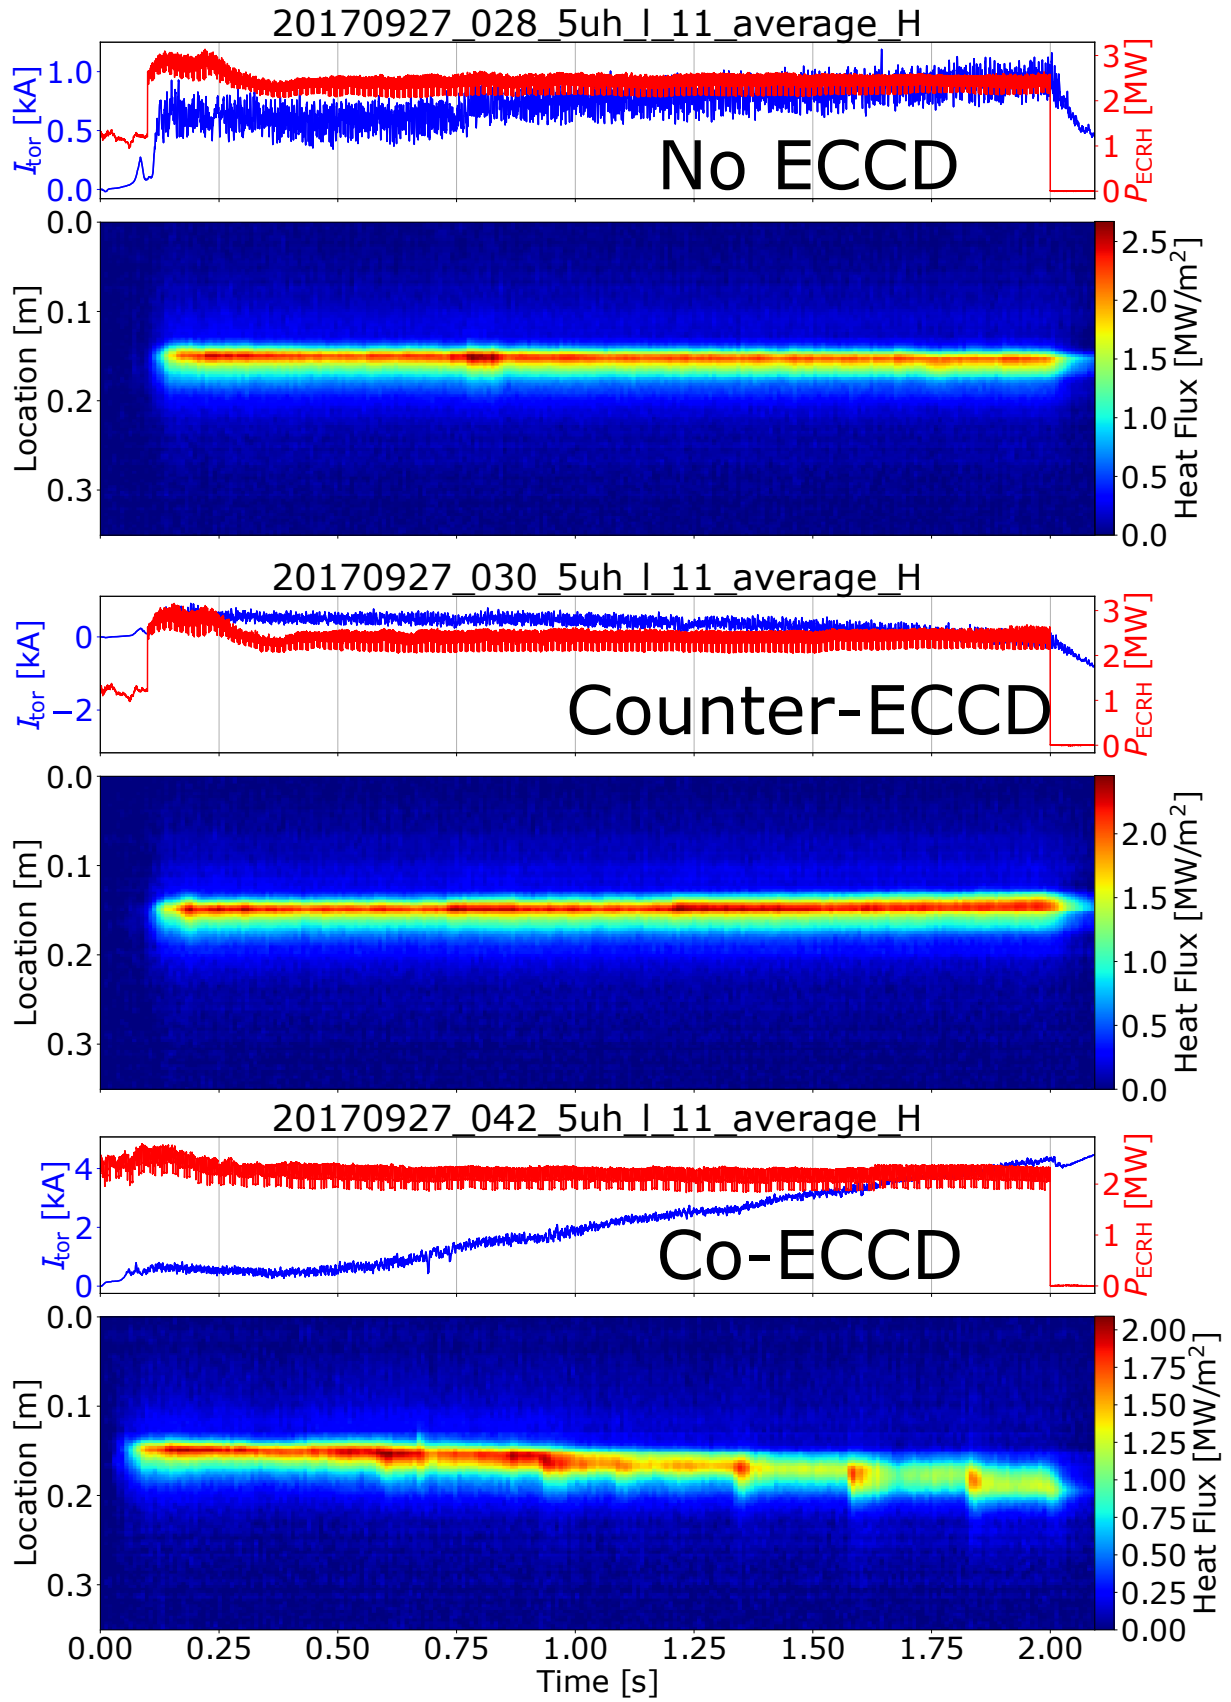 20170927_028_5uh_l_11_average_H
I_tor [kA]
1.0
0.5
0.0
No ECCD
3
2
1
0
P_ECRH [MW]
Location [m]
0.0
0.1
0.2
0.3
2.5
2.0
1.5
1.0
0.5
0.0
Heat Flux [MW/m²]
20170927_030_5uh_l_11_average_H
I_tor [kA]
0
−2
Counter-ECCD
3
2
1
0
P_ECRH [MW]
Location [m]
0.0
0.1
0.2
0.3
2.0
1.5
1.0
0.5
0.0
Heat Flux [MW/m²]
20170927_042_5uh_l_11_average_H
I_tor [kA]
4
2
0
Co-ECCD
2
1
0
P_ECRH [MW]
Location [m]
0.0
0.1
0.2
0.3
2.00
1.75
1.50
1.25
1.00
0.75
0.50
0.25
0.00
Heat Flux [MW/m²]
0.00 0.25 0.50 0.75 1.00 1.25 1.50 1.75 2.00
Time [s]